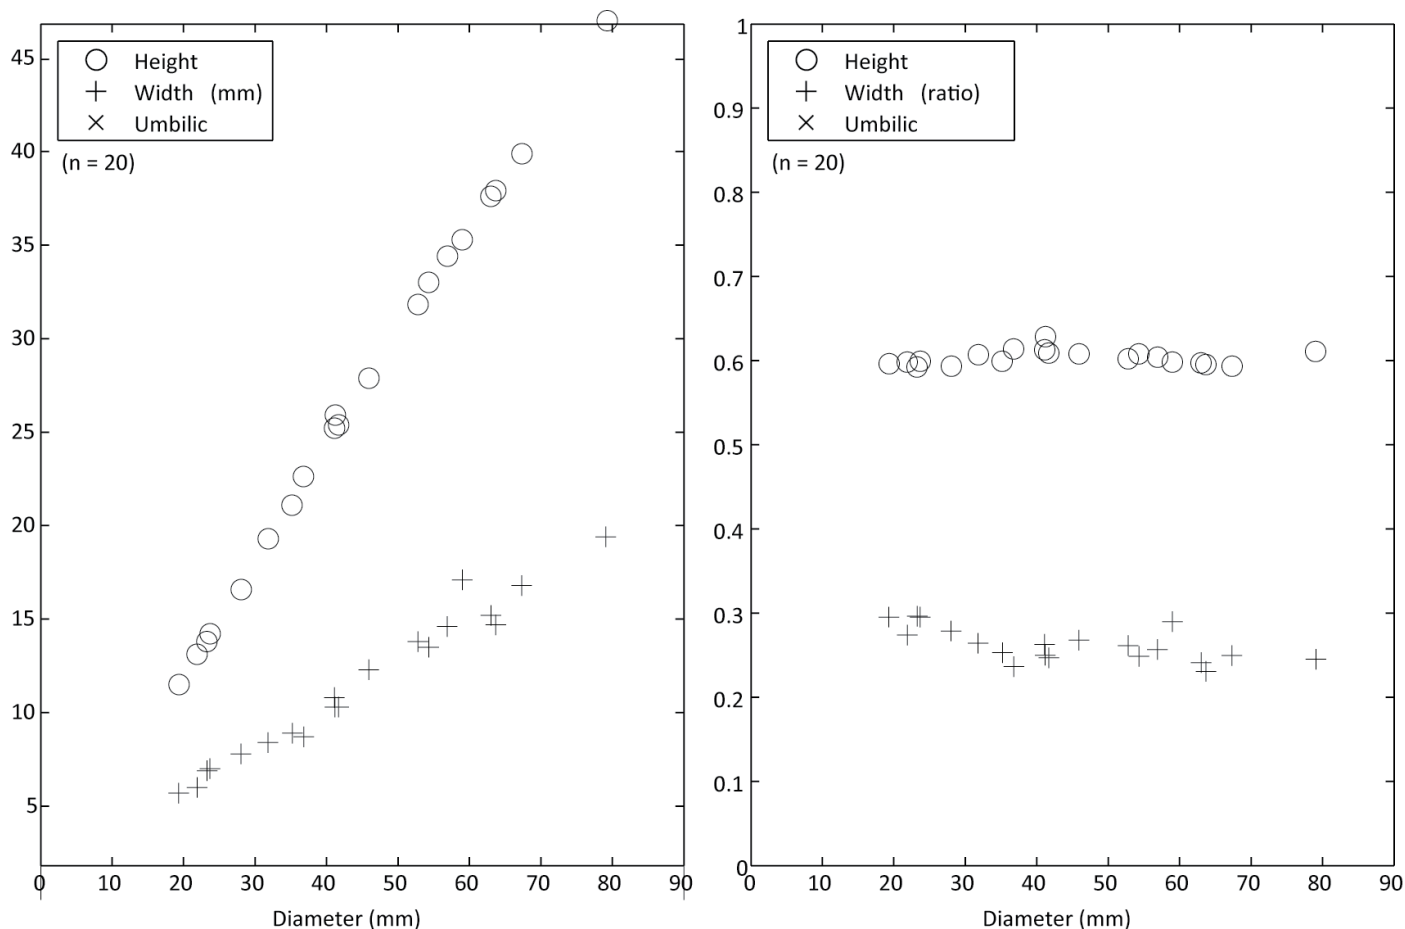 45
40
35
30
25
20
15
10
5
Height
Width (mm)
Umbilic
(n = 20)
0 10 20 30 40 50 60 70 80 90
Diameter (mm)
1
0.9
0.8
0.7
0.6
0.5
0.4
0.3
0.2
0.1
0
Height
Width (ratio)
Umbilic
(n = 20)
0 10 20 30 40 50 60 70 80 90
Diameter (mm)